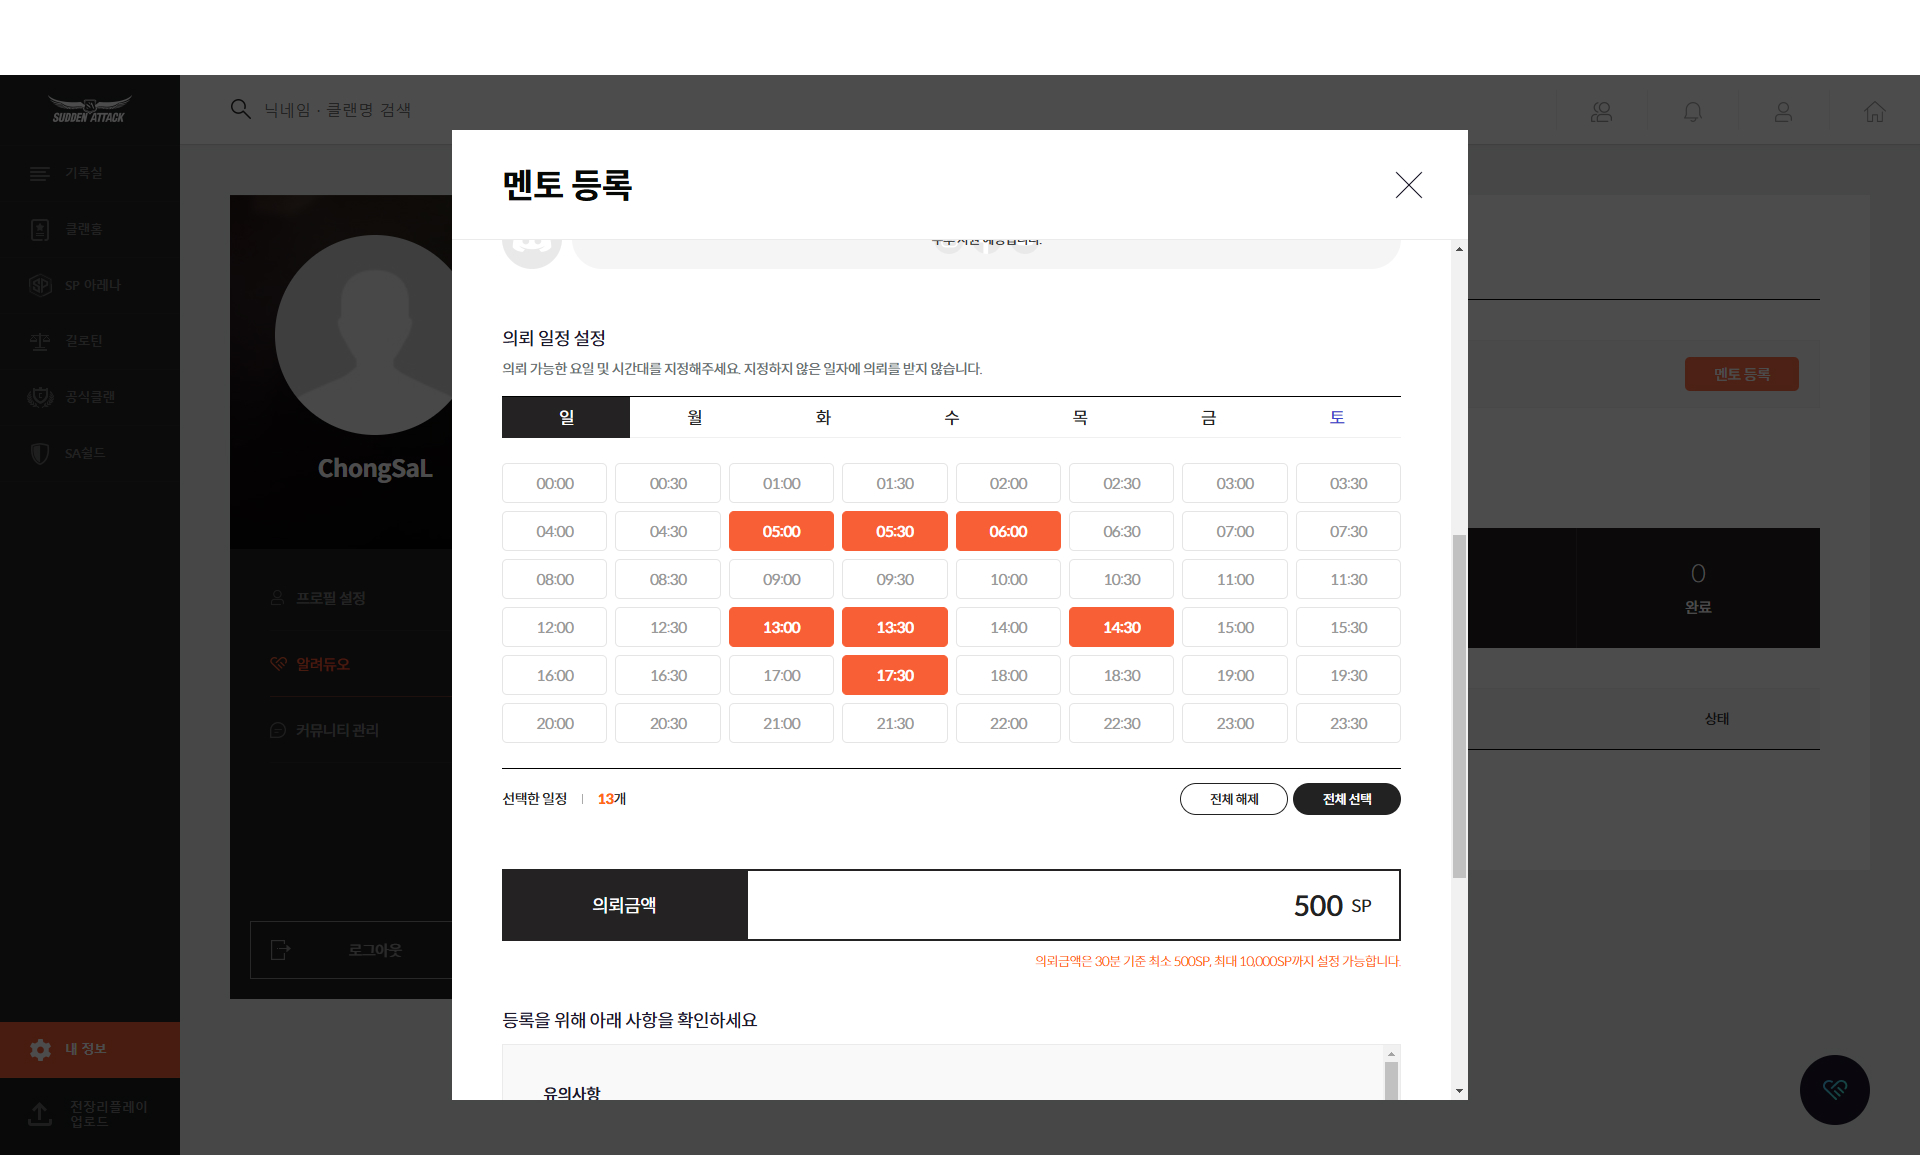 SUDDEN ATTACK
닉네임 · 클랜명 검색
기록실
클랜홈
SP 아레나
길로틴
공식클랜
SA쉴드
내 정보
전장리플레이
업로드
ChongSaL
프로필 설정
알려듀오
커뮤니티 관리
로그아웃
멘토 등록
의뢰 일정 설정
의뢰 가능한 요일 및 시간대를 지정해주세요. 지정하지 않은 일자에 의뢰를 받지 않습니다.
일 월 화 수 목 금 토
00:00 00:30 01:00 01:30 02:00 02:30 03:00 03:30
04:00 04:30 05:00 05:30 06:00 06:30 07:00 07:30
08:00 08:30 09:00 09:30 10:00 10:30 11:00 11:30
12:00 12:30 13:00 13:30 14:00 14:30 15:00 15:30
16:00 16:30 17:00 17:30 18:00 18:30 19:00 19:30
20:00 20:30 21:00 21:30 22:00 22:30 23:00 23:30
선택한 일정 | 13개
전체 해제 전체 선택
의뢰금액 500 SP
의뢰금액은 30분 기준 최소 500SP, 최대 10,000SP까지 설정 가능합니다.
등록을 위해 아래 사항을 확인하세요
유의사항
멘토 등록
0
완료
상태